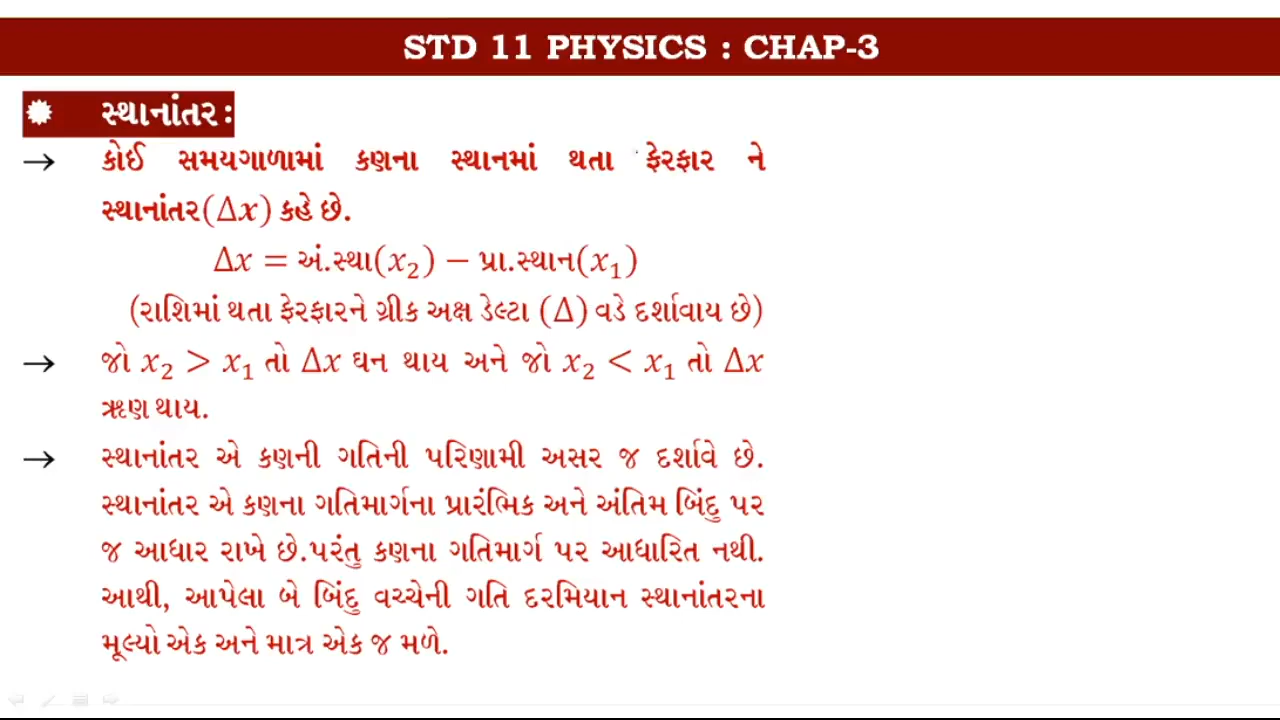 STD 11 PHYSICS : CHAP-3
સ્થાનાંતર:
→ કોઈ સમયગાળામાં કણના સ્થાનમાં થતા ફેરફાર ને
સ્થાનાંતર(Δx) કહે છે.
Δx = અં.સ્થા(x₂) − પ્રા.સ્થાન(x₁)
(રાશિમાં થતા ફેરફારને ગ્રીક અક્ષ ડેલ્ટા (Δ) વડે દર્શાવાય છે)
→ જો x₂ > x₁ તો Δx ઘન થાય અને જો x₂ < x₁ તો Δx
ઋણ થાય.
→ સ્થાનાંતર એ કણની ગતિની પરિણામી અસર જ દર્શાવે છે.
સ્થાનાંતર એ કણના ગતિમાર્ગના પ્રારંભિક અને અંતિમ બિંદુ પર
જ આધાર રાખે છે.પરંતુ કણના ગતિમાર્ગ પર આધારિત નથી.
આથી, આપેલા બે બિંદુ વચ્ચેની ગતિ દરમિયાન સ્થાનાંતરના
મૂલ્યો એક અને માત્ર એક જ મળે.